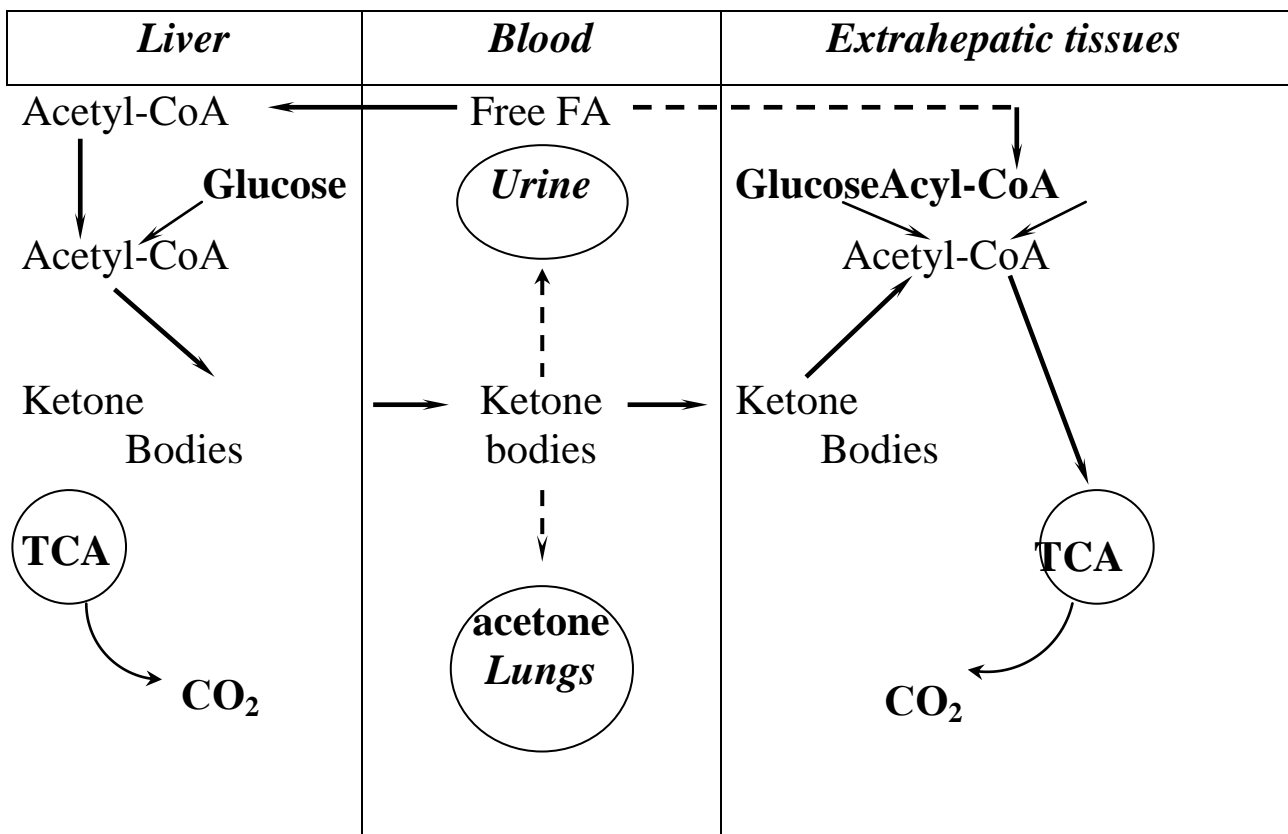 Liver
Blood
Extrahepatic tissues
Acetyl-CoA
Free FA
Glucose
Urine
GlucoseAcyl-CoA
Acetyl-CoA
Acetyl-CoA
Ketone
Bodies
Ketone
bodies
Ketone
Bodies
TCA
TCA
acetone
Lungs
CO₂
CO₂